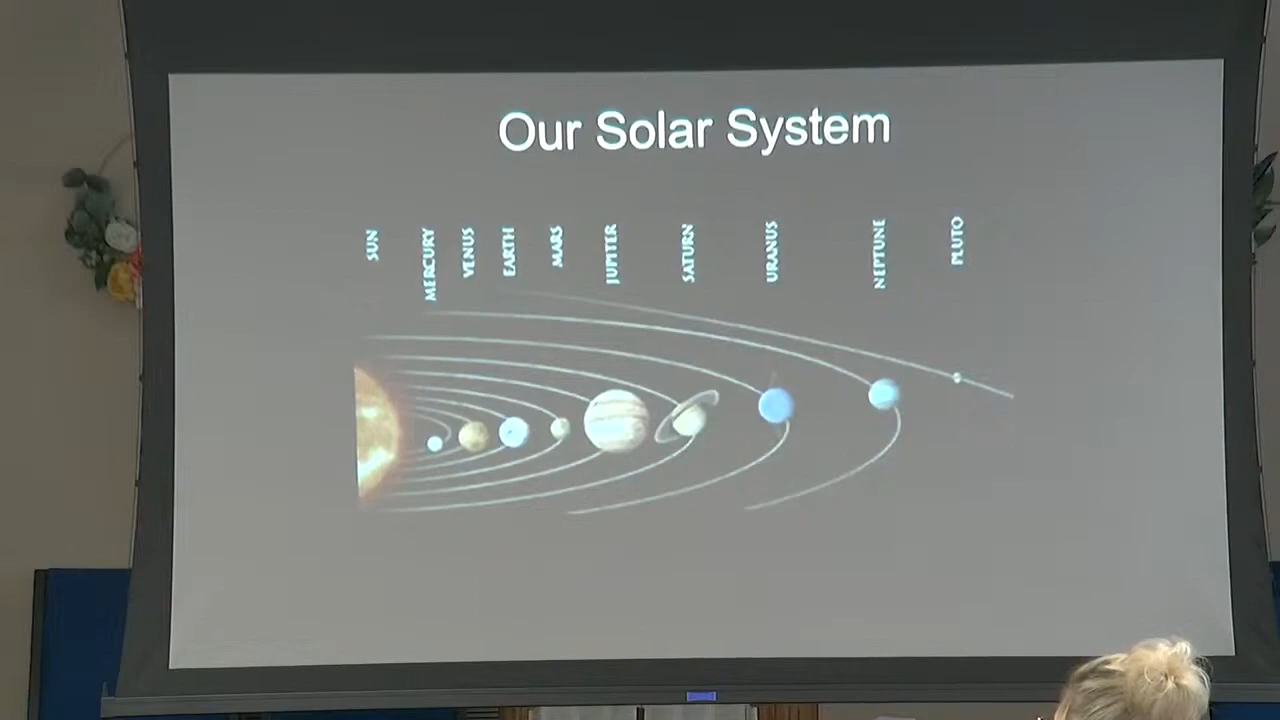 Our Solar System
SUN
MERCURY
VENUS
EARTH
MARS
JUPITER
SATURN
URANUS
NEPTUNE
PLUTO